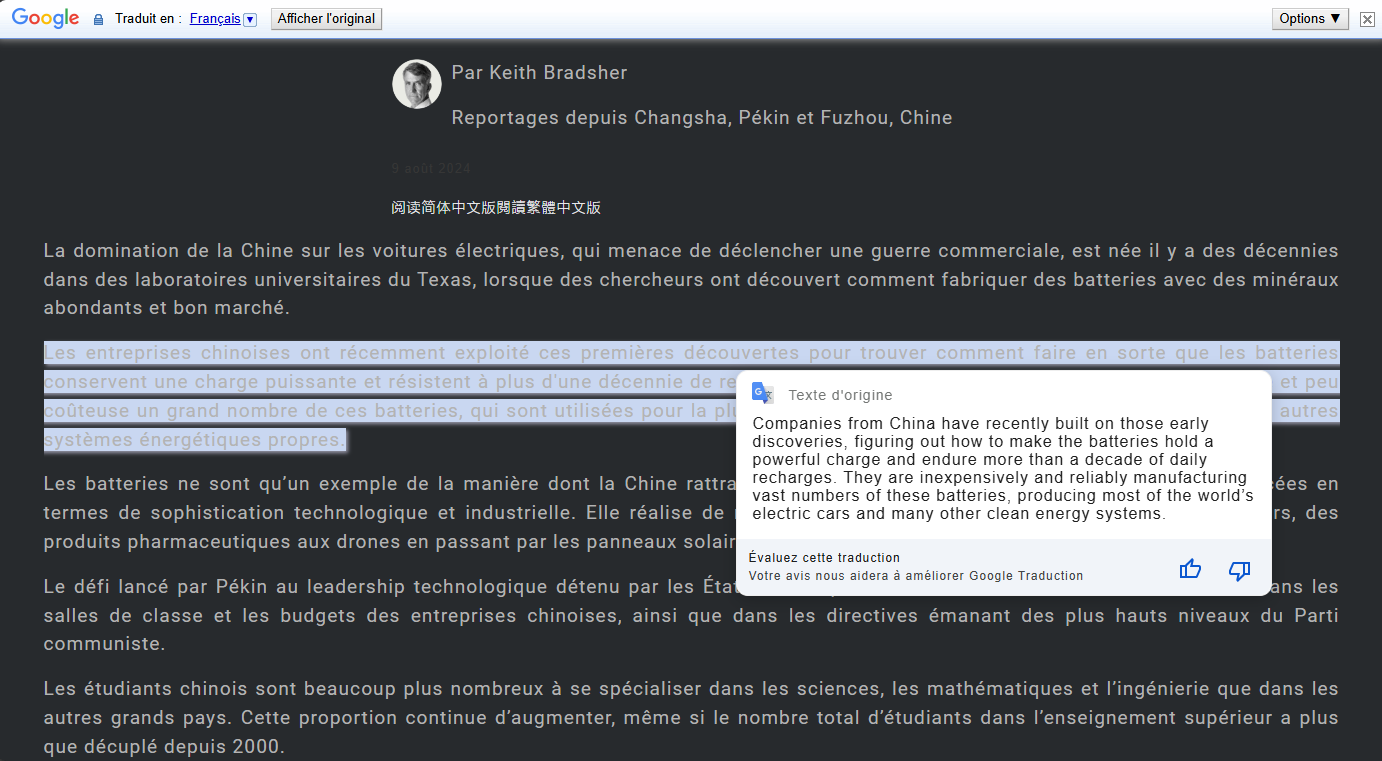 Google Traduit en : Français ▼ Afficher l'original Options ▼
Par Keith Bradsher
Reportages depuis Changsha, Pékin et Fuzhou, Chine
9 août 2024
阅读简体中文版閱讀繁體中文版
La domination de la Chine sur les voitures électriques, qui menace de déclencher une guerre commerciale, est née il y a des décennies
dans des laboratoires universitaires du Texas, lorsque des chercheurs ont découvert comment fabriquer des batteries avec des minéraux
abondants et bon marché.
Les entreprises chinoises ont récemment exploité ces premières découvertes pour trouver comment faire en sorte que les batteries
conservent une charge puissante et résistent à plus d'une décennie de et peu
coûteuse un grand nombre de ces batteries, qui sont utilisées pour la autres
systèmes énergétiques propres.
Texte d'origine
Companies from China have recently built on those early
discoveries, figuring out how to make the batteries hold a
powerful charge and endure more than a decade of daily
recharges. They are inexpensively and reliably manufacturing
vast numbers of these batteries, producing most of the world’s
electric cars and many other clean energy systems.
Évaluez cette traduction
Votre avis nous aidera à améliorer Google Traduction
Les batteries ne sont qu’un exemple de la manière dont la Chine en
termes de sophistication technologique et industrielle. Elle réalise de des
produits pharmaceutiques aux drones en passant par les panneaux
Le défi lancé par Pékin au leadership technologique détenu par les les
salles de classe et les budgets des entreprises chinoises, ainsi que dans les directives émanant des plus hauts niveaux du Parti
communiste.
Les étudiants chinois sont beaucoup plus nombreux à se spécialiser dans les sciences, les mathématiques et l’ingénierie que dans les
autres grands pays. Cette proportion continue d’augmenter, même si le nombre total d’étudiants dans l’enseignement supérieur a plus
que décuplé depuis 2000.